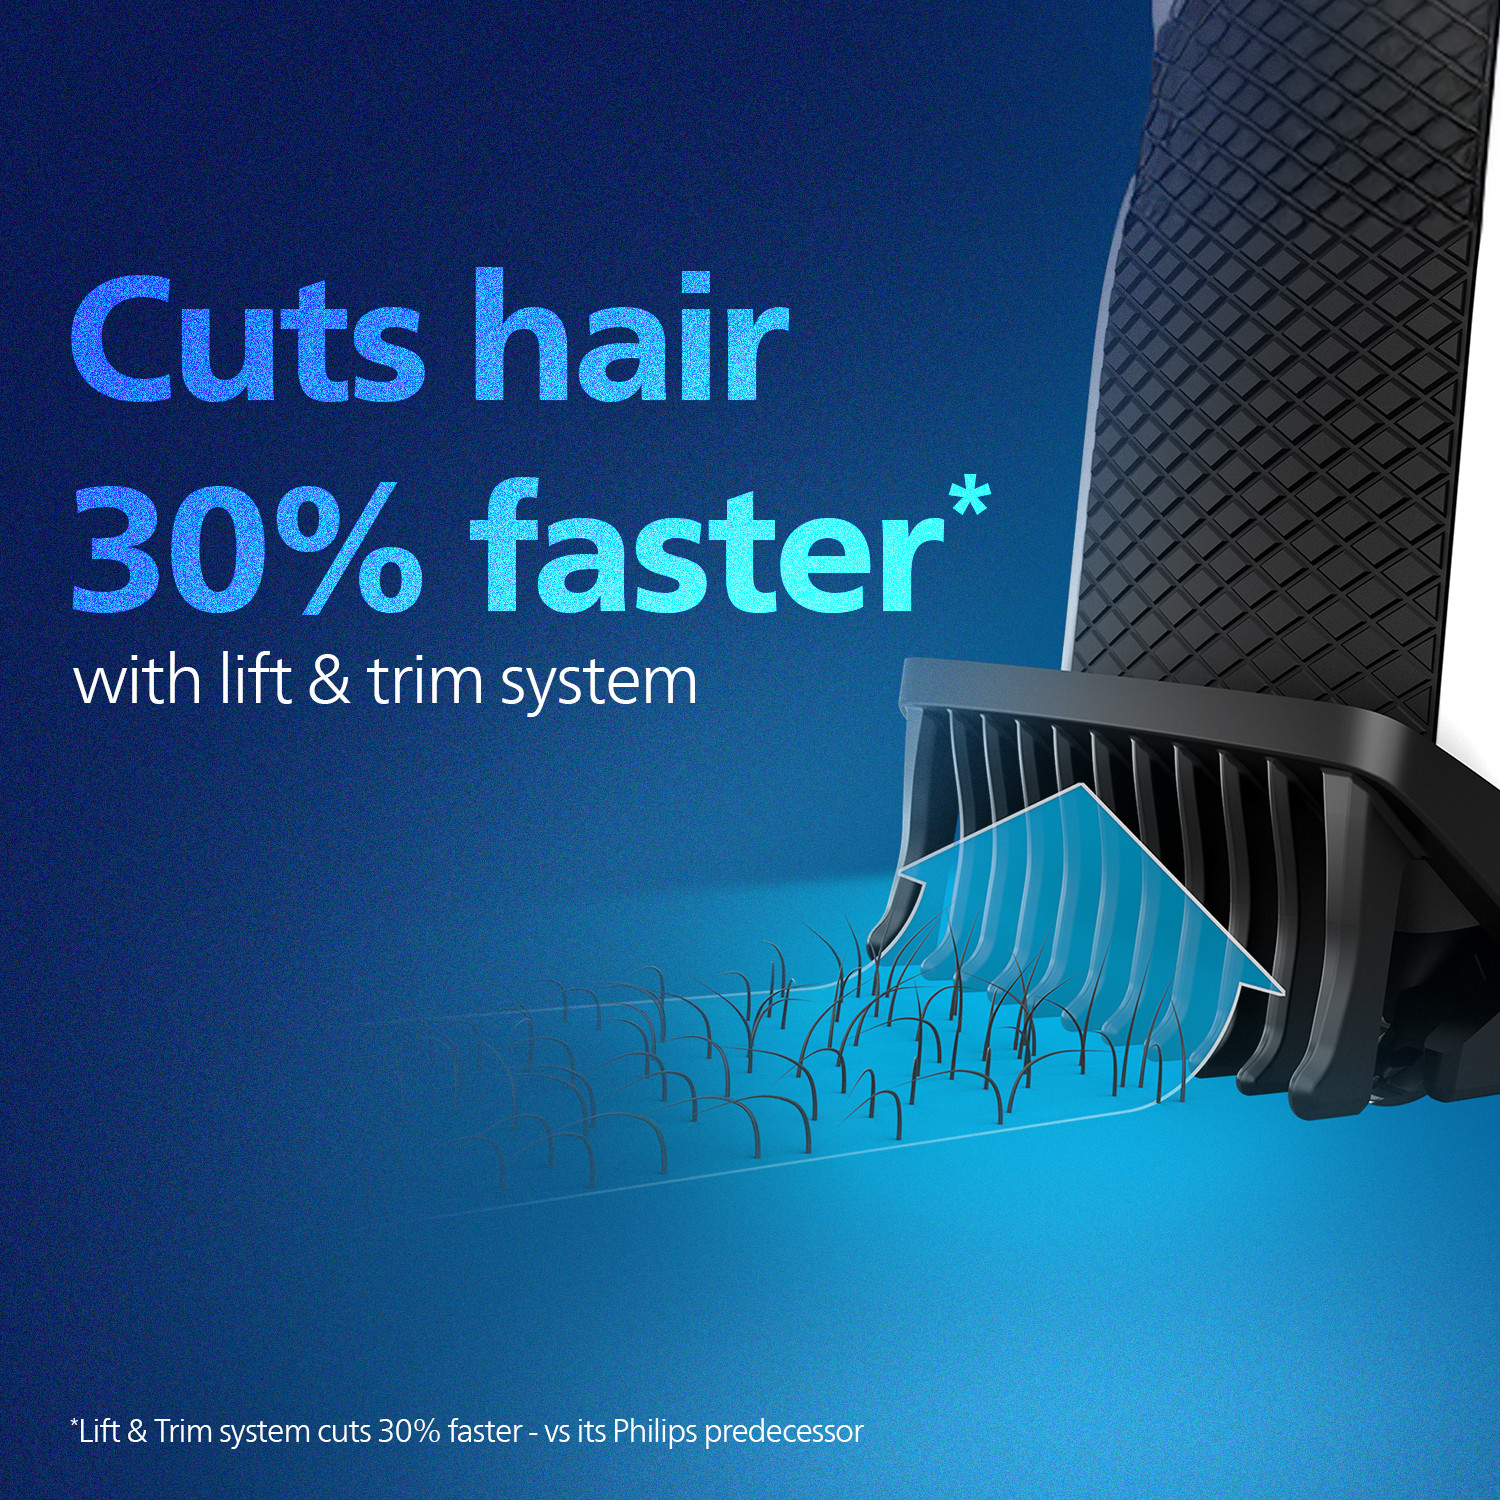 Cuts hair
30% faster*
with lift & trim system
*Lift & Trim system cuts 30% faster - vs its Philips predecessor